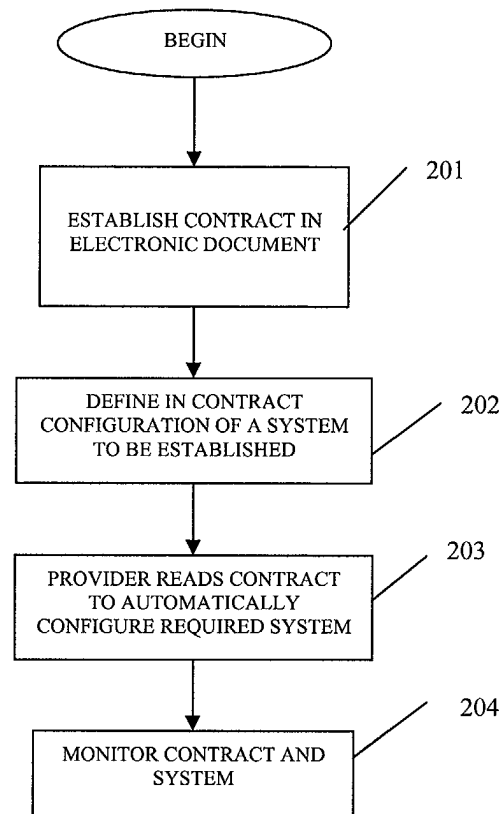 BEGIN
201
ESTABLISH CONTRACT IN
ELECTRONIC DOCUMENT
202
DEFINE IN CONTRACT
CONFIGURATION OF A SYSTEM
TO BE ESTABLISHED
203
PROVIDER READS CONTRACT
TO AUTOMATICALLY
CONFIGURE REQUIRED SYSTEM
204
MONITOR CONTRACT AND
SYSTEM